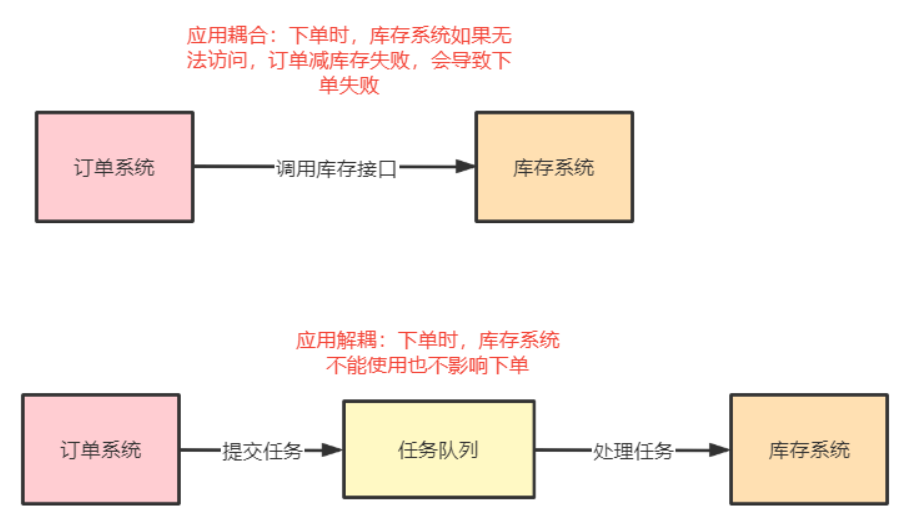 应用耦合：下单时，库存系统如果无
法访问，订单减库存失败，会导致下
单失败
订单系统
调用库存接口
库存系统
应用解耦：下单时，库存系统
不能使用也不影响下单
订单系统
提交任务
任务队列
处理任务
库存系统